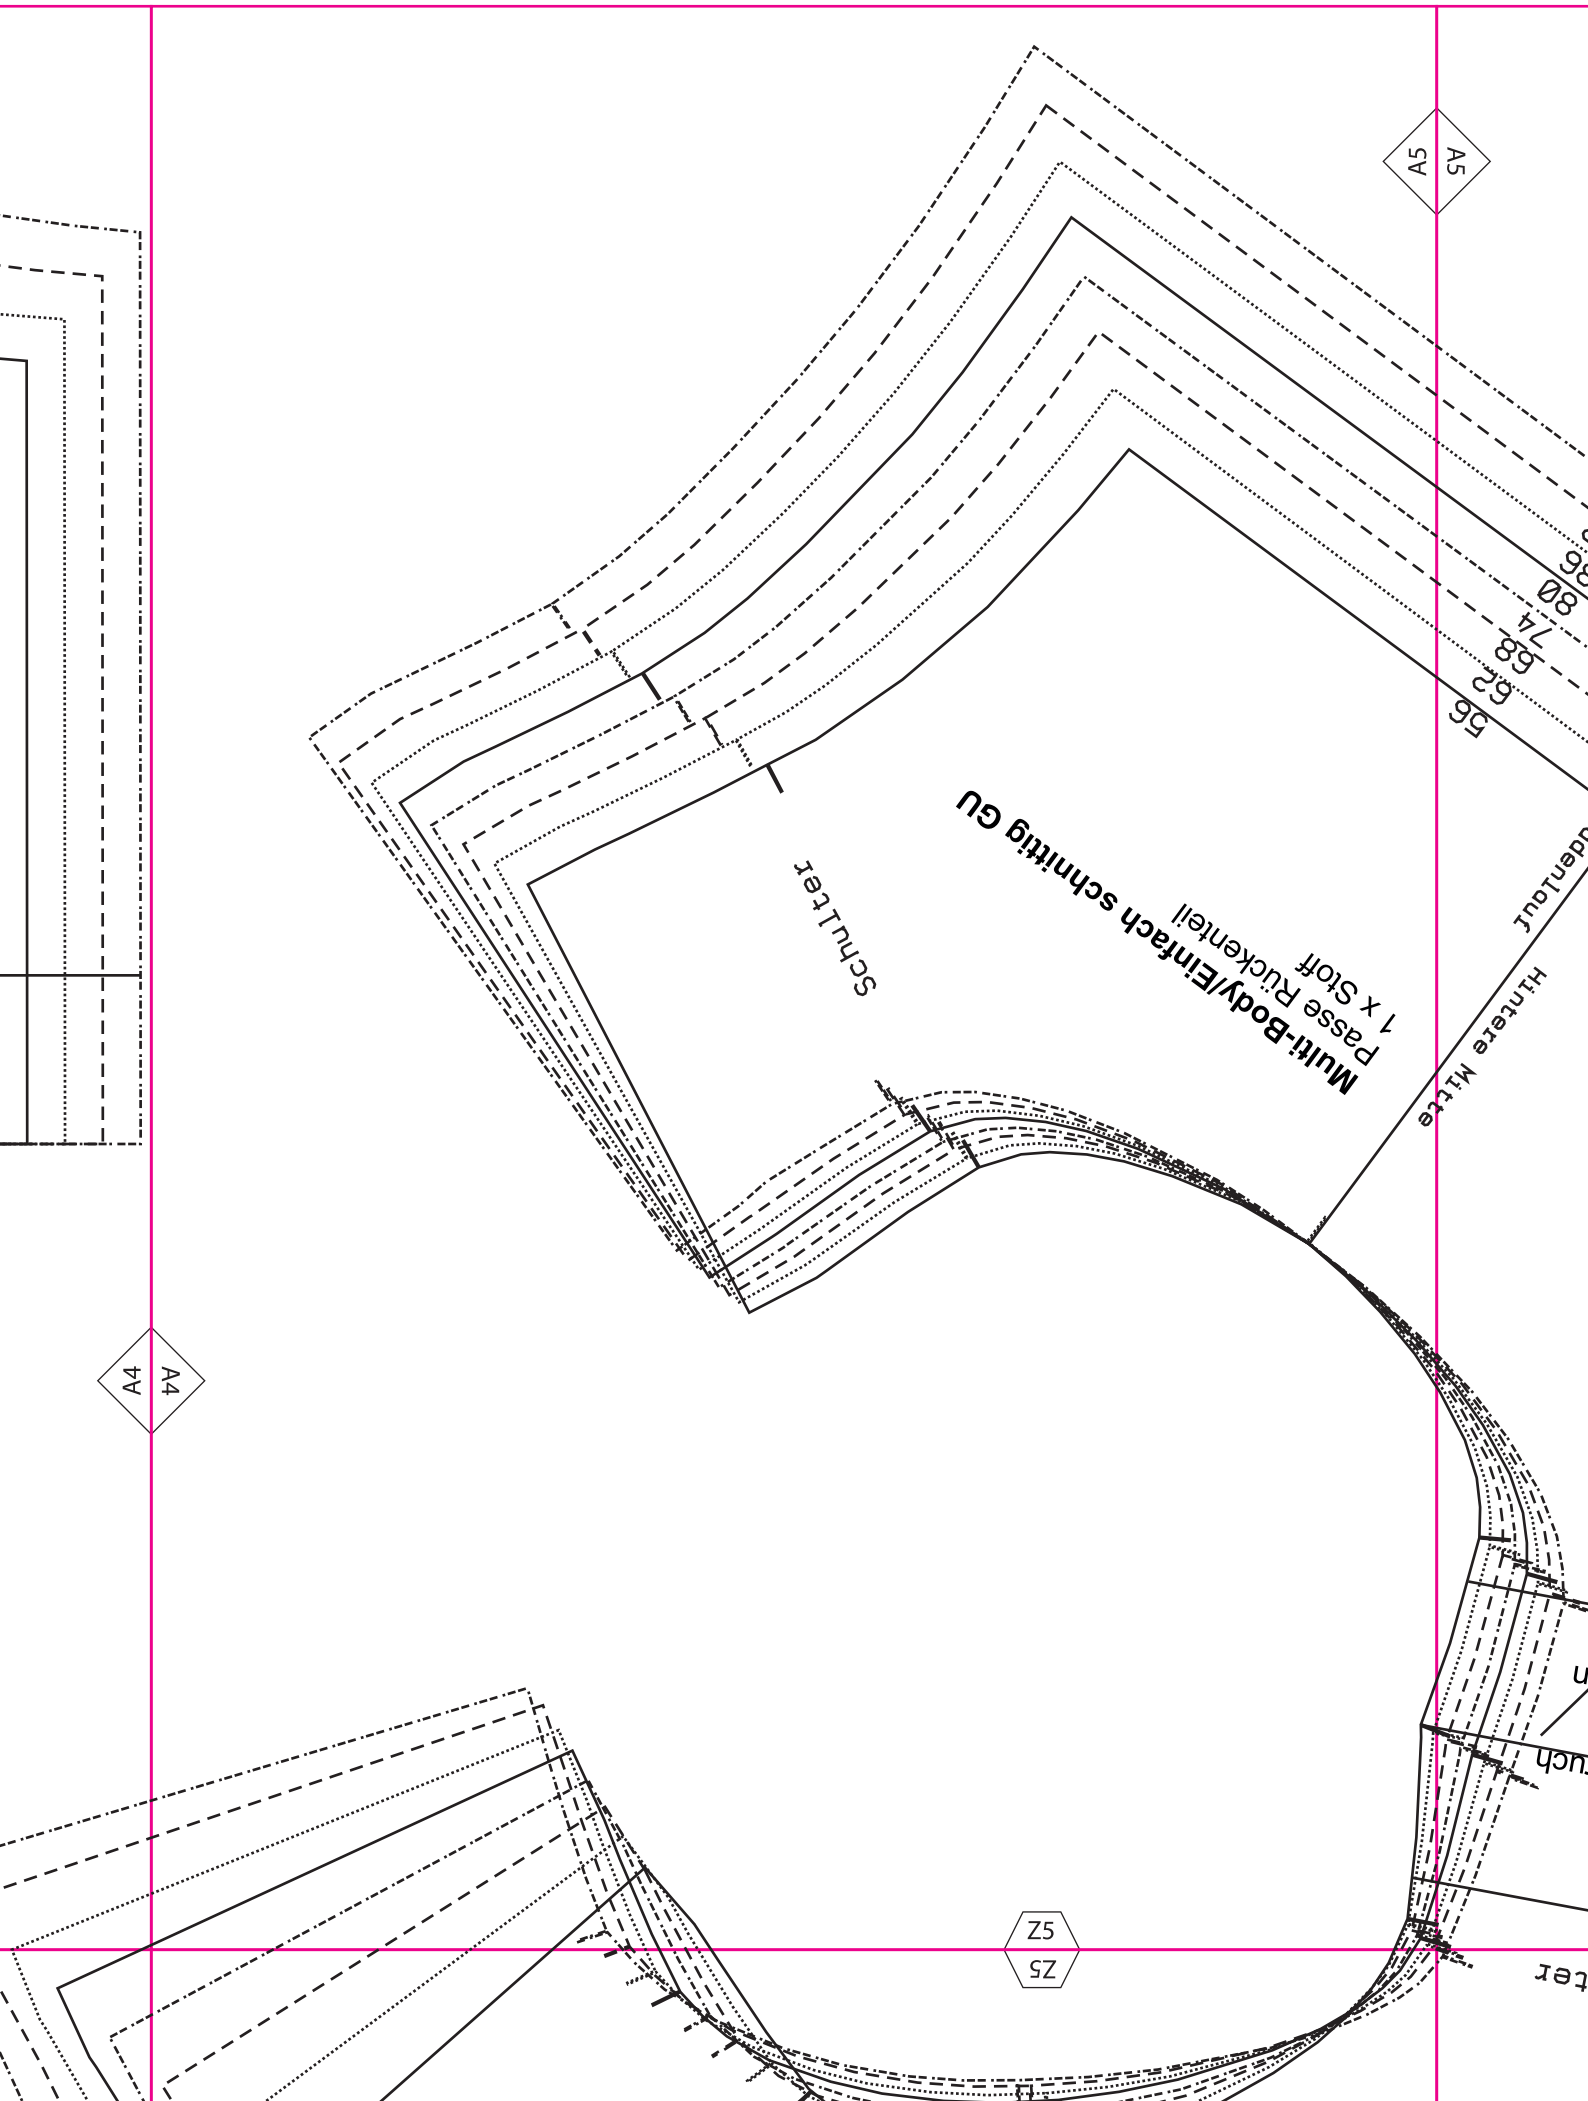 A5
A5
86
80
74
68
62
56
Multi-Body/Einfach schnittig GU
Passe Rückenteil
1 x Stoff
Schulter
Hintere Mitte
A4
A4
Z5
Z5